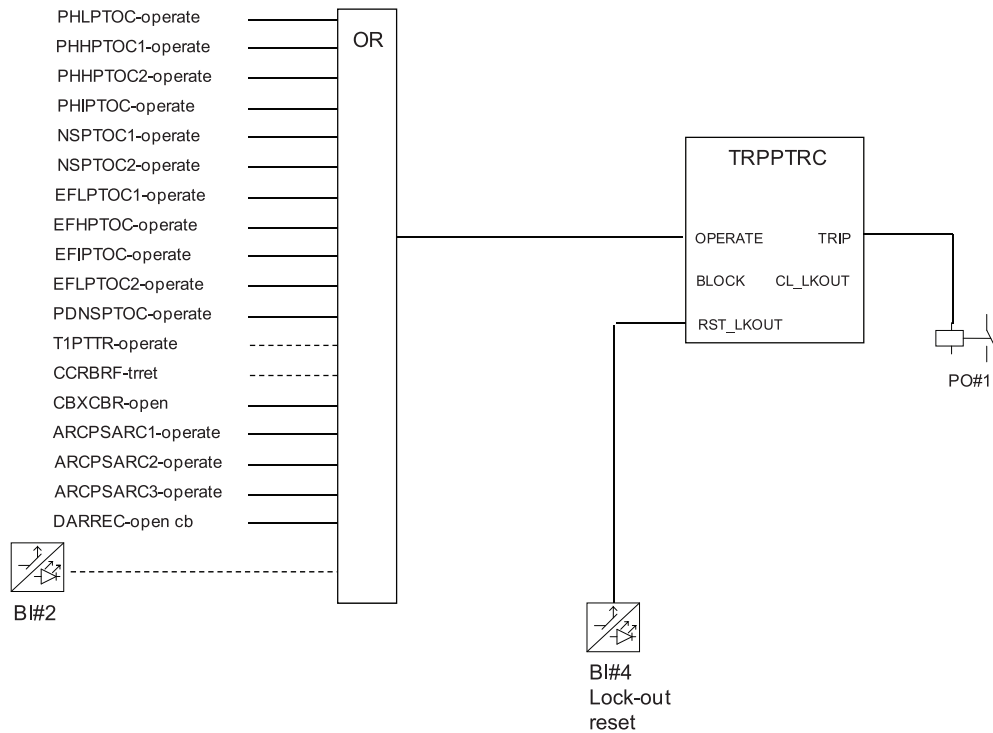 PHLPTOC-operate
PHHPTOC1-operate
PHHPTOC2-operate
PHIPTOC-operate
NSPTOC1-operate
NSPTOC2-operate
EFLPTOC1-operate
EFHPTOC-operate
EFIPTOC-operate
EFLPTOC2-operate
PDNSPTOC-operate
T1PTTR-operate
CCRBRF-trret
CBXCBR-open
ARCPSARC1-operate
ARCPSARC2-operate
ARCPSARC3-operate
DARREC-open cb
BI#2
OR
TRPPTRC
OPERATE TRIP
BLOCK CL_LKOUT
RST_LKOUT
PO#1
BI#4
Lock-out
reset